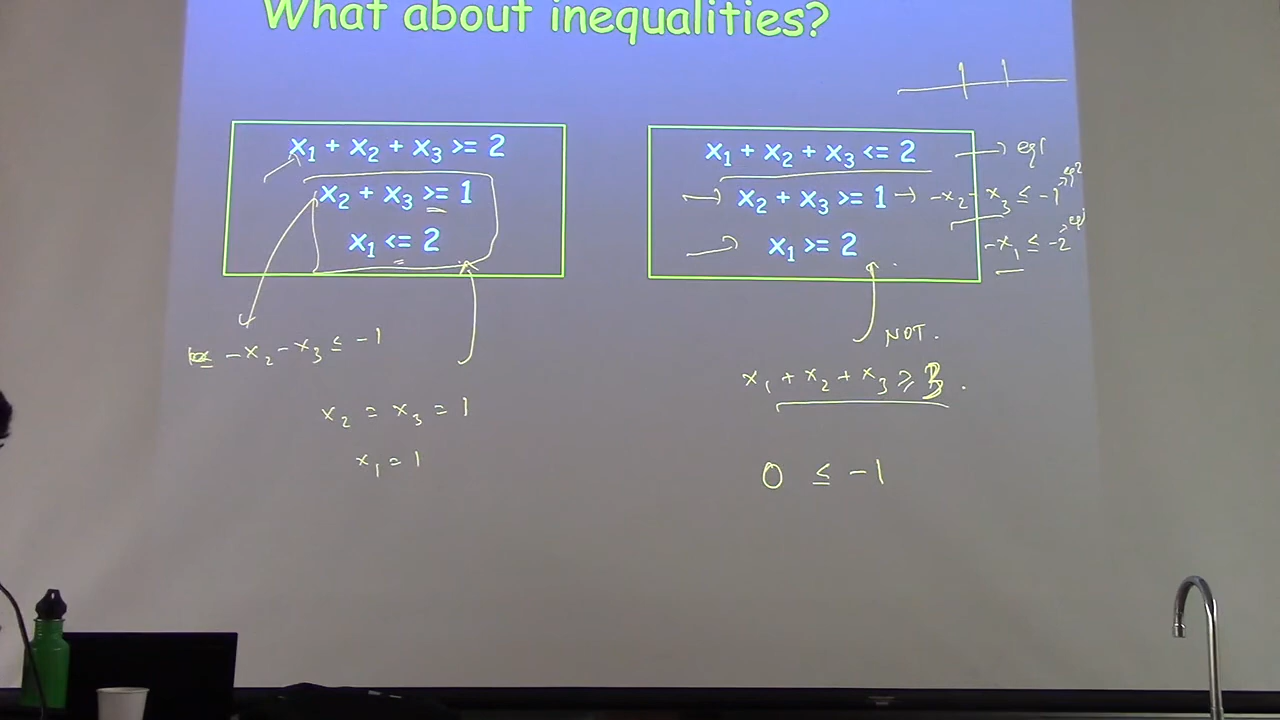 What about inequalities?
x₁ + x₂ + x₃ >= 2
x₂ + x₃ >= 1
x₁ <= 2
-x₂ - x₃ ≤ -1
x₂ = x₃ = 1
x₁ = 1
x₁ + x₂ + x₃ <= 2 → eq1
x₂ + x₃ >= 1 → -x₂ - x₃ ≤ -1 → eq2
x₁ >= 2 -x₁ ≤ -2
NOT.
x₁ + x₂ + x₃ ≥ 3.
0 ≤ -1